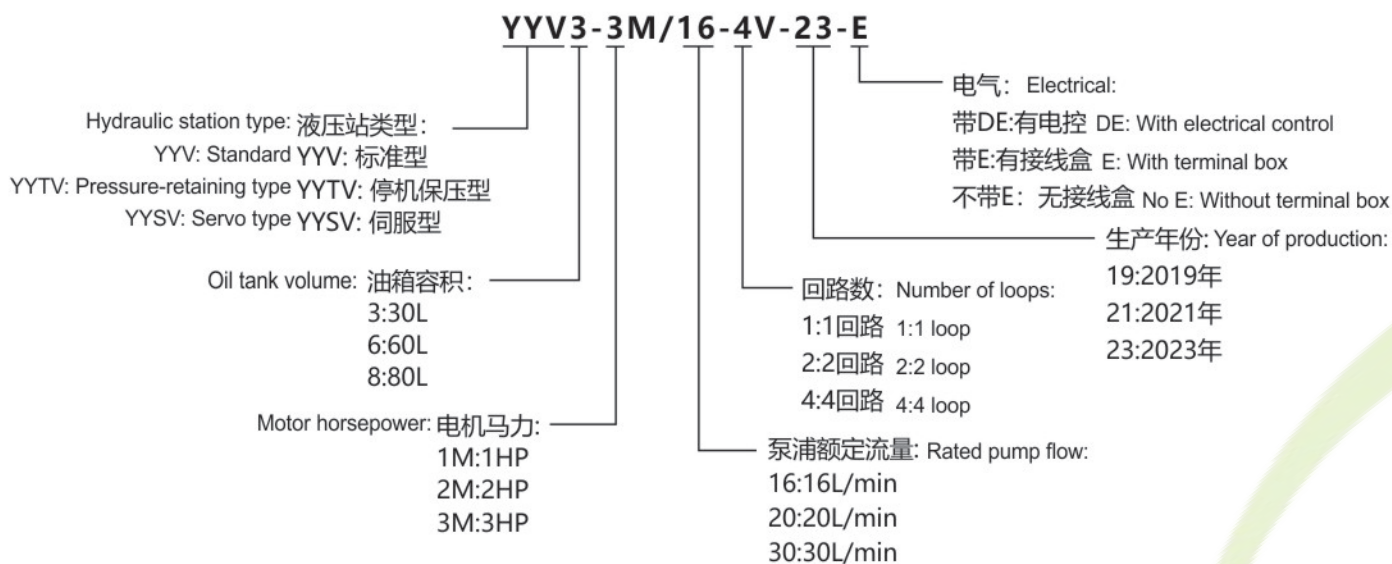 YYV3-3M/16-4V-23-E
Hydraulic station type: 液压站类型：
YYV: Standard YYV: 标准型
YYTV: Pressure-retaining type YYTV: 停机保压型
YYSV: Servo type YYSV: 伺服型
Oil tank volume: 油箱容积：
3:30L
6:60L
8:80L
Motor horsepower: 电机马力:
1M:1HP
2M:2HP
3M:3HP
泵浦额定流量: Rated pump flow:
16:16L/min
20:20L/min
30:30L/min
回路数： Number of loops:
1:1回路 1:1 loop
2:2回路 2:2 loop
4:4回路 4:4 loop
生产年份: Year of production:
19:2019年
21:2021年
23:2023年
电气： Electrical:
带DE:有电控 DE: With electrical control
带E:有接线盒 E: With terminal box
不带E：无接线盒 No E: Without terminal box